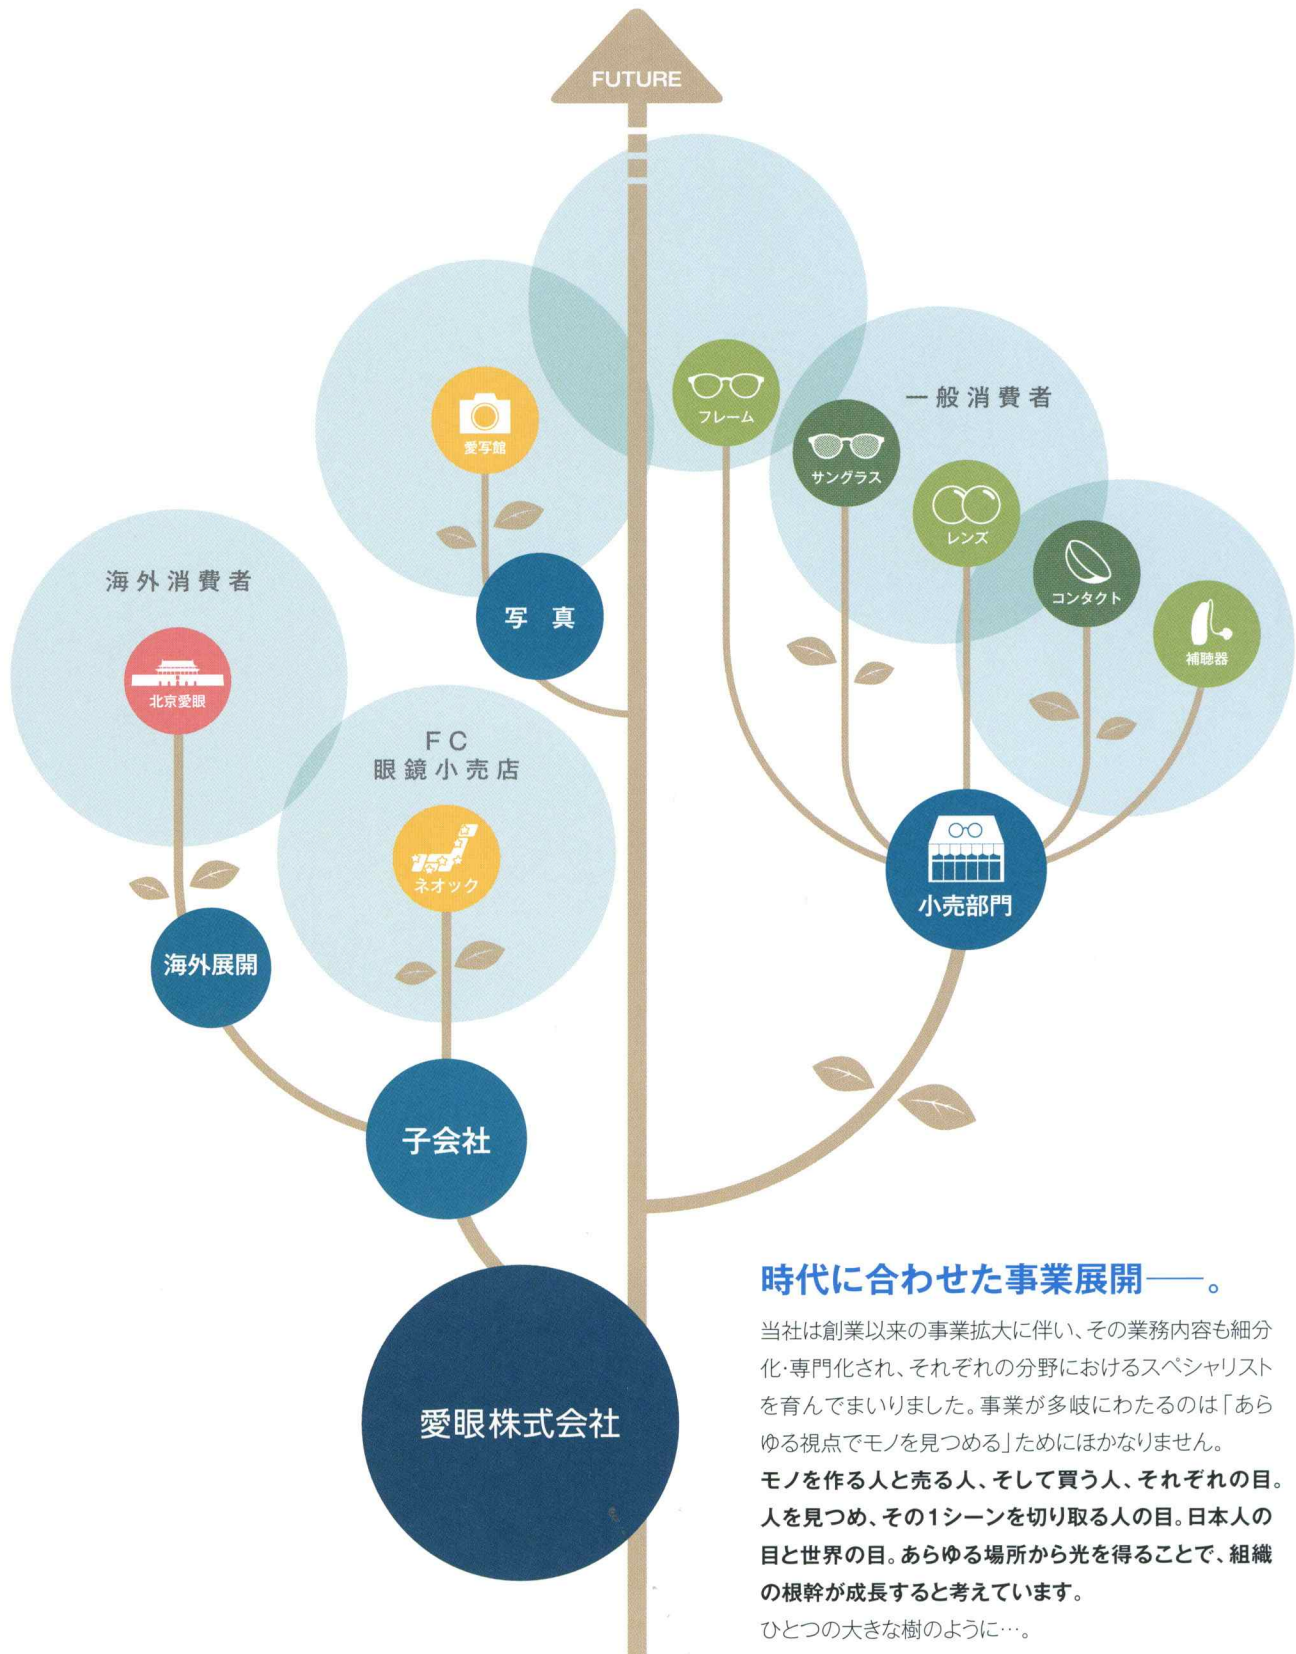 FUTURE
愛写館
フレーム
一般消費者
サングラス
レンズ
コンタクト
補聴器
海外消費者
写 真
北京愛眼
FC
眼鏡小売店
ネオック
小売部門
海外展開
子会社
愛眼株式会社
時代に合わせた事業展開──。
当社は創業以来の事業拡大に伴い、その業務内容も細分
化・専門化され、それぞれの分野におけるスペシャリスト
を育んでまいりました。事業が多岐にわたるのは「あら
ゆる視点でモノを見つめる」ためにほかなりません。
モノを作る人と売る人、そして買う人、それぞれの目。
人を見つめ、その1シーンを切り取る人の目。日本人の
目と世界の目。あらゆる場所から光を得ることで、組織
の根幹が成長すると考えています。
ひとつの大きな樹のように…。